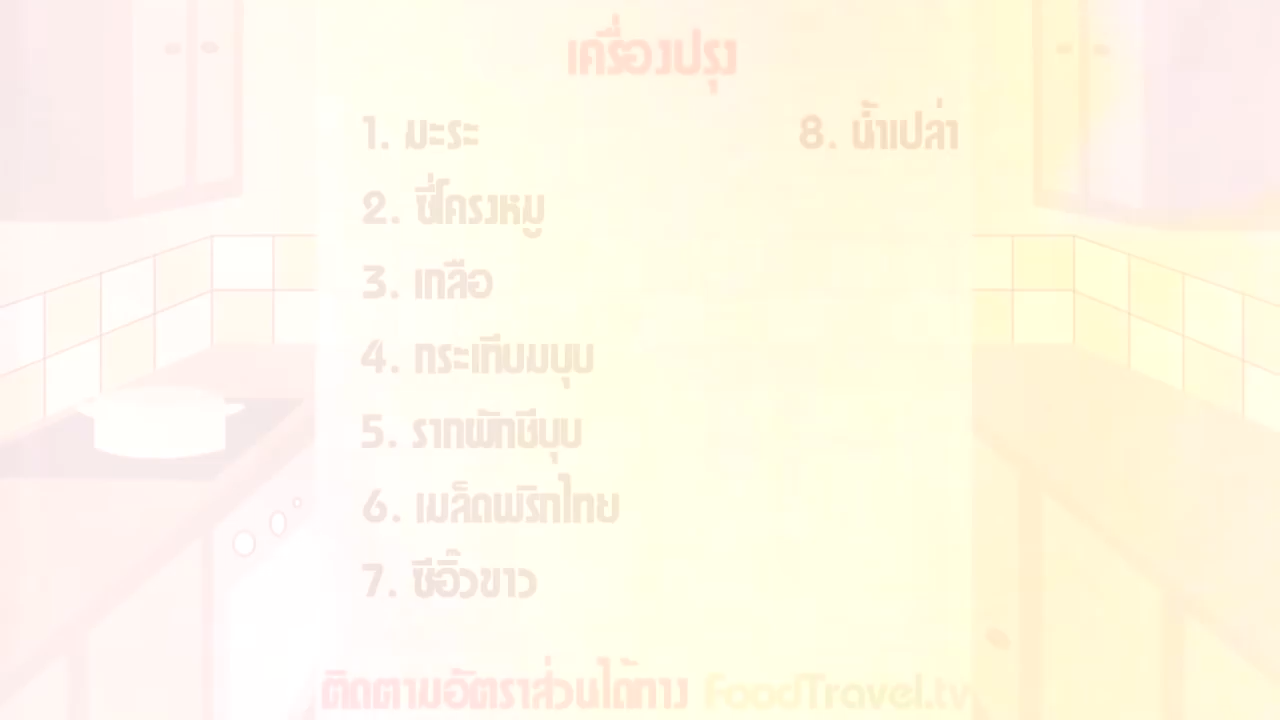 เครื่องปรุง
1. มะระ
2. ซี่โครงหมู
3. เกลือ
4. กระเทียมบุบ
5. รากผักชีบุบ
6. เมล็ดพริกไทย
7. ซีอิ๊วขาว
8. น้ำเปล่า
ติดตามอัตราส่วนได้ทาง FoodTravel.tv